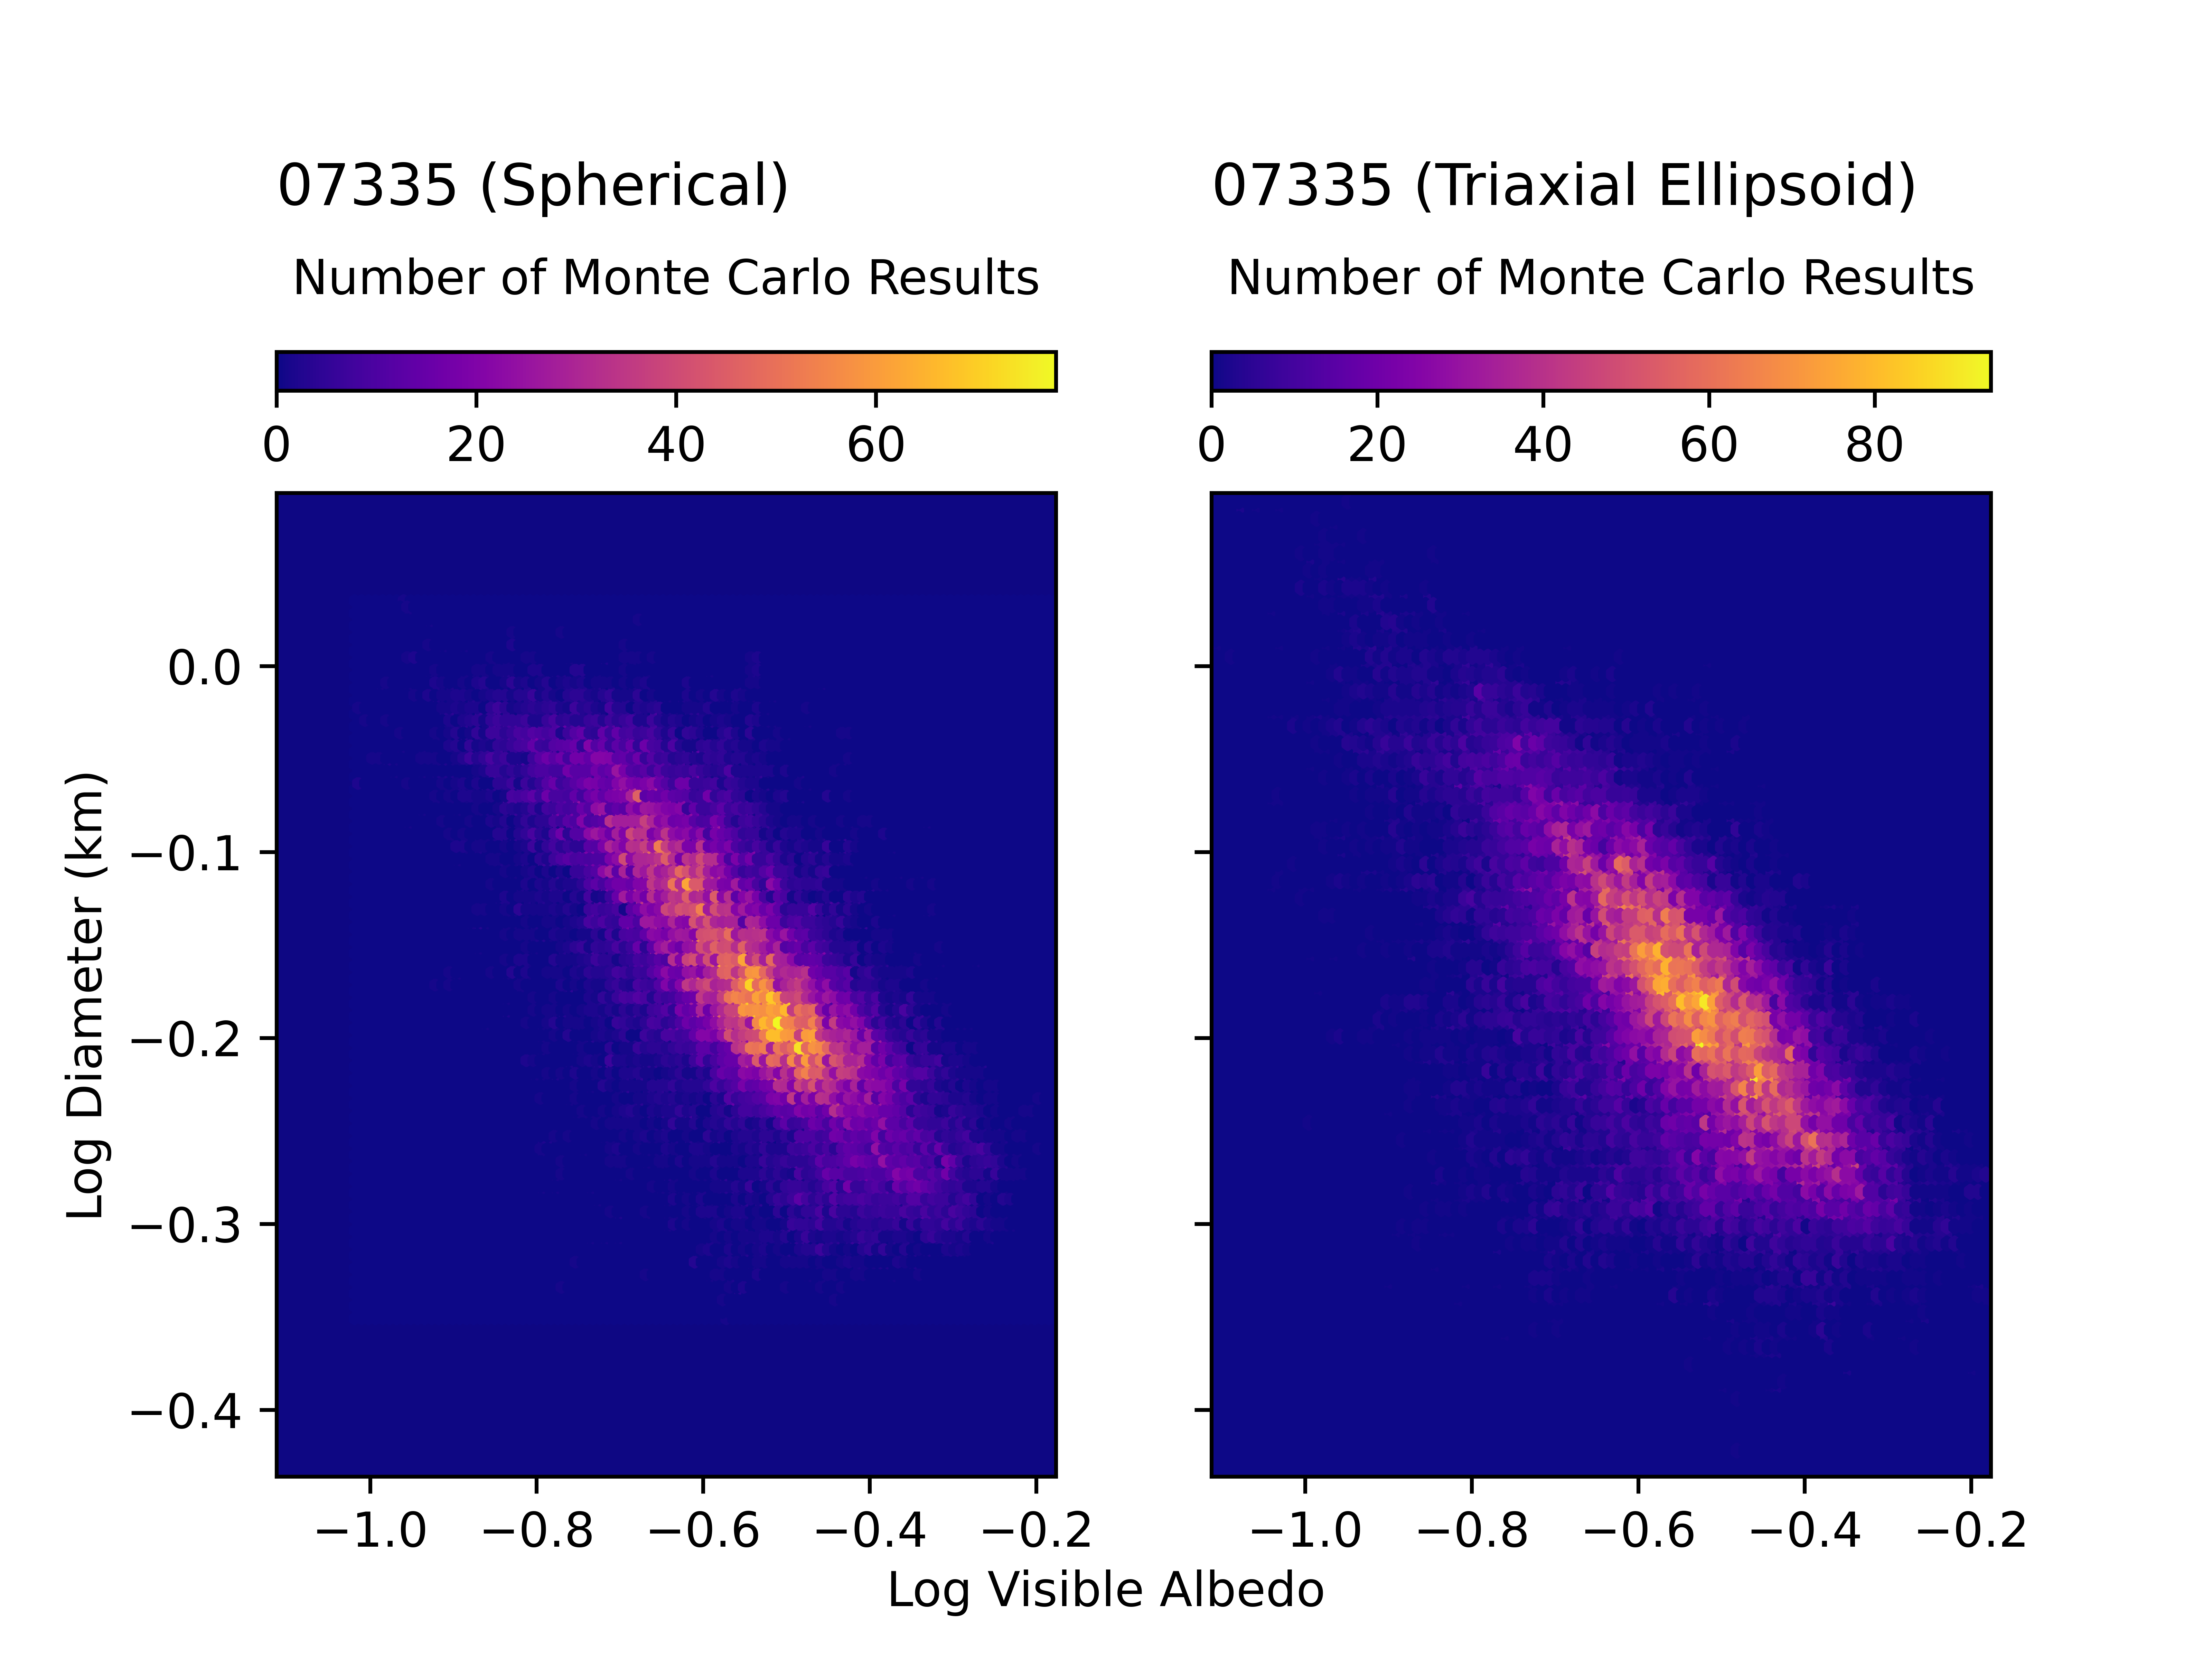 07335 (Spherical)
Number of Monte Carlo Results
0 20 40 60
07335 (Triaxial Ellipsoid)
Number of Monte Carlo Results
0 20 40 60 80
Log Diameter (km)
0.0
−0.1
−0.2
−0.3
−0.4
−1.0 −0.8 −0.6 −0.4 −0.2
−1.0 −0.8 −0.6 −0.4 −0.2
Log Visible Albedo